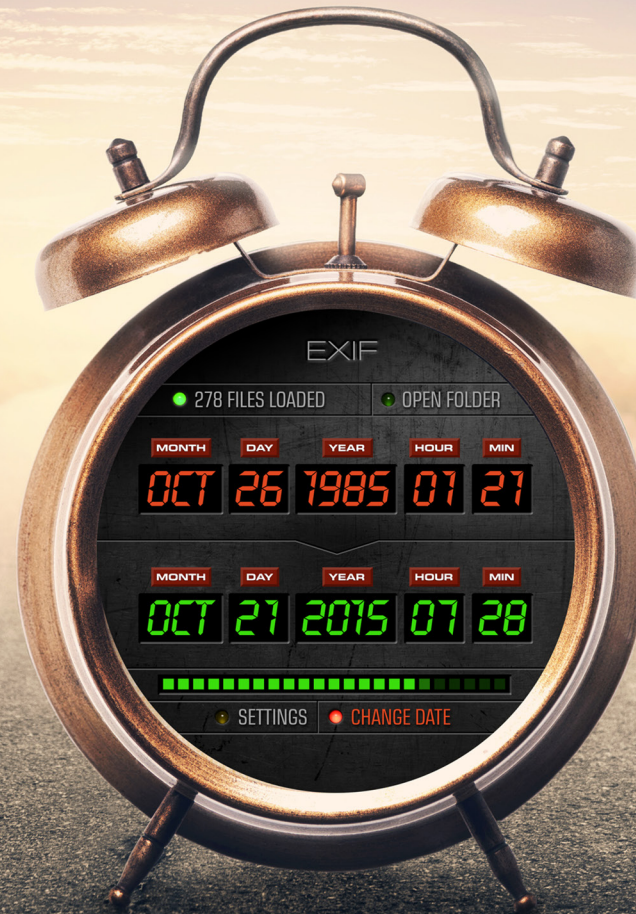 EXIF
278 FILES LOADED OPEN FOLDER
MONTH DAY YEAR HOUR MIN
OCT 26 1985 01 21
MONTH DAY YEAR HOUR MIN
OCT 21 2015 07 28
SETTINGS CHANGE DATE